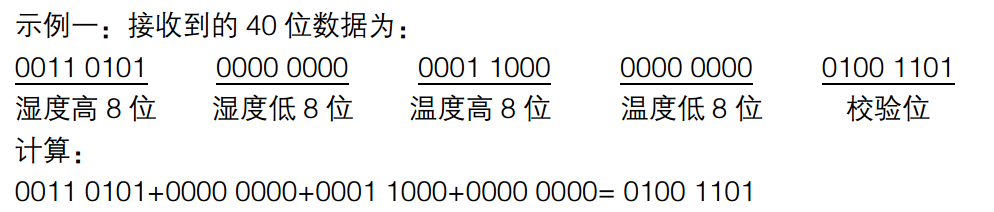 示例一：接收到的 40 位数据为：
0011 0101 0000 0000 0001 1000 0000 0000 0100 1101
湿度高 8 位 湿度低 8 位 温度高 8 位 温度低 8 位 校验位
计算：
0011 0101+0000 0000+0001 1000+0000 0000= 0100 1101